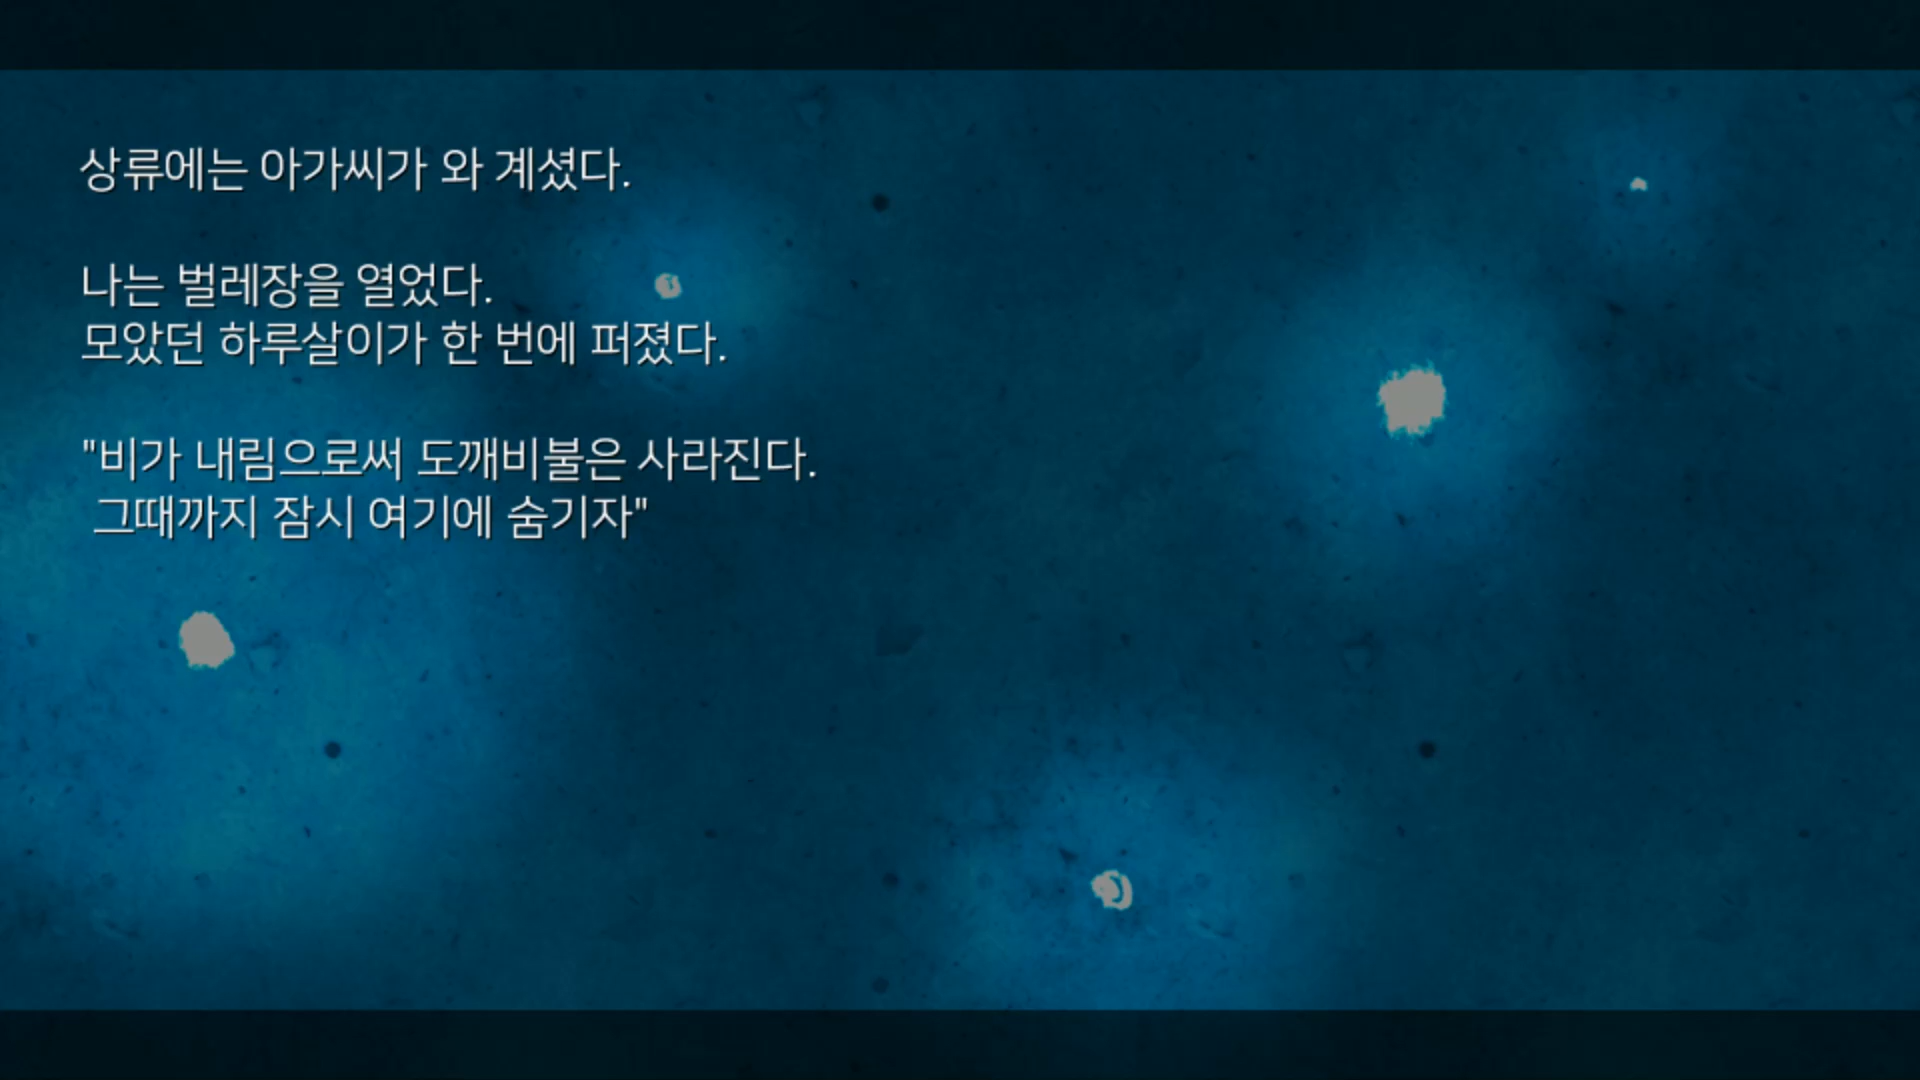 상류에는 아가씨가 와 계셨다.
나는 벌레장을 열었다.
모았던 하루살이가 한 번에 퍼졌다.
"비가 내림으로써 도깨비불은 사라진다.
그때까지 잠시 여기에 숨기자"